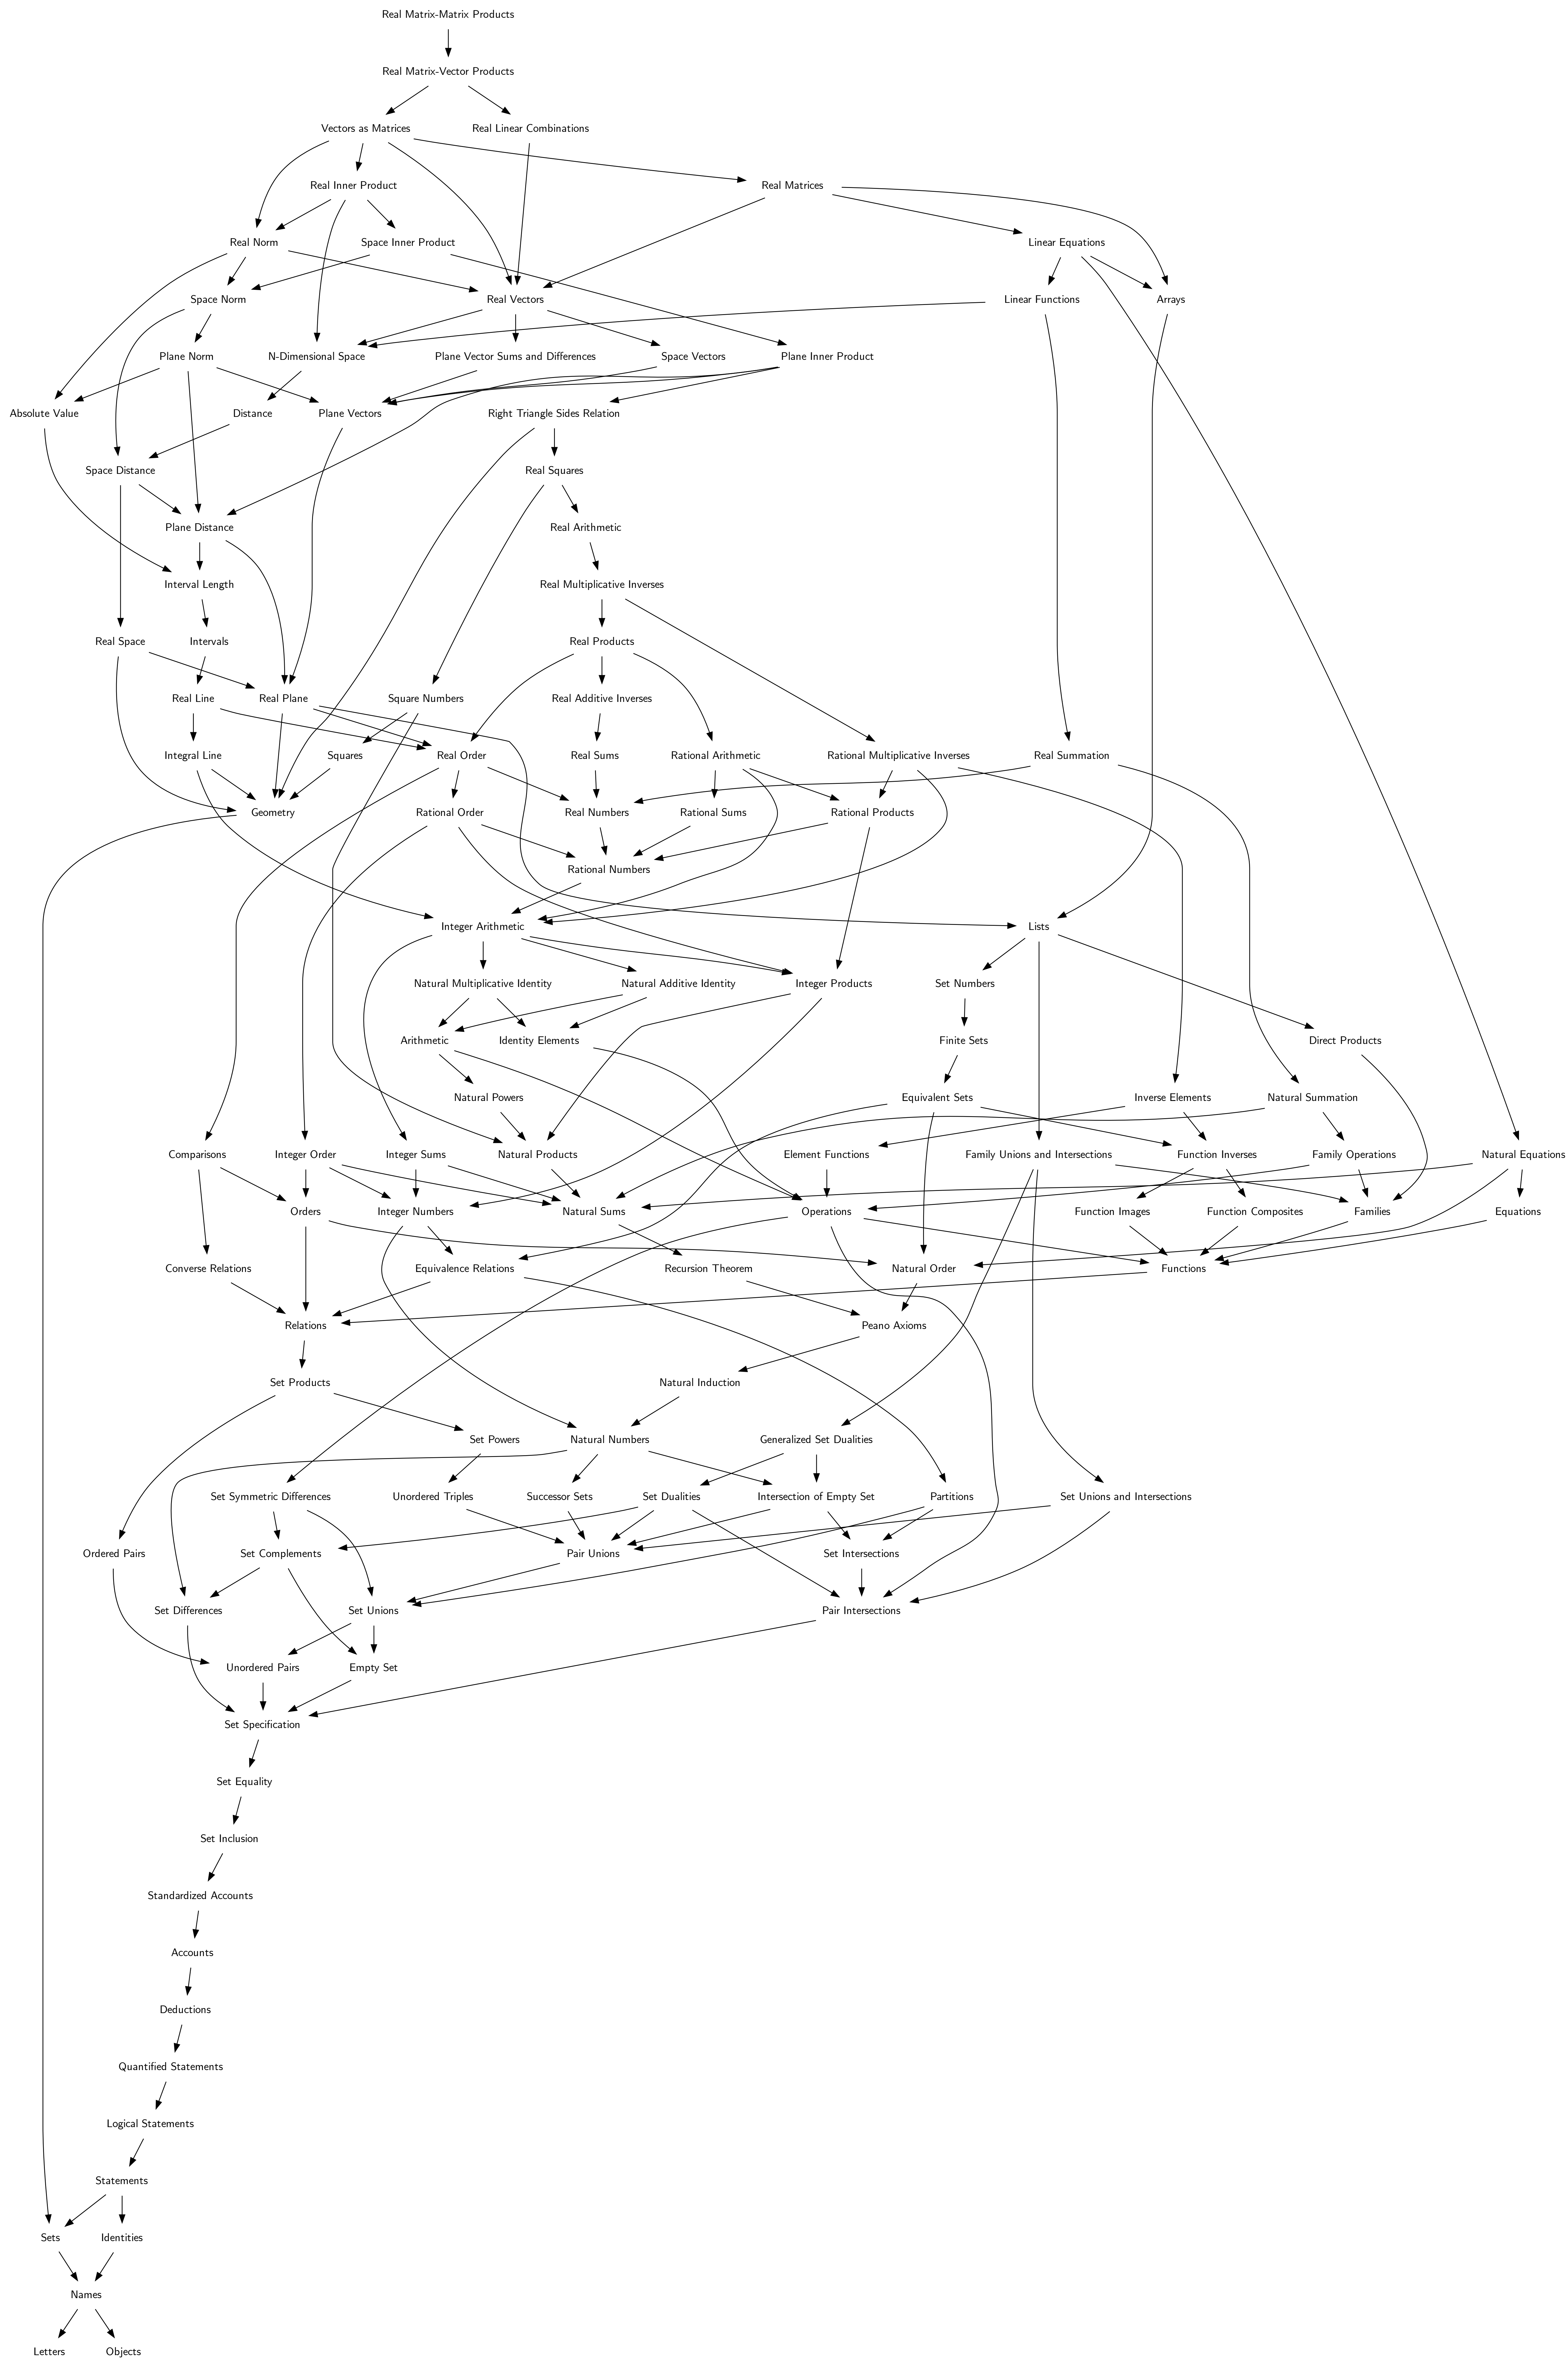 Real Matrix-Matrix Products
Real Matrix-Vector Products
Vectors as Matrices
Real Linear Combinations
Real Inner Product
Real Matrices
Real Norm
Space Inner Product
Linear Equations
Space Norm
Real Vectors
Linear Functions
Arrays
Plane Norm
N-Dimensional Space
Plane Vector Sums and Differences
Space Vectors
Plane Inner Product
Absolute Value
Distance
Plane Vectors
Right Triangle Sides Relation
Space Distance
Real Squares
Plane Distance
Real Arithmetic
Interval Length
Real Multiplicative Inverses
Real Space
Intervals
Real Products
Real Line
Real Plane
Square Numbers
Real Additive Inverses
Integral Line
Squares
Real Order
Real Sums
Rational Arithmetic
Rational Multiplicative Inverses
Real Summation
Geometry
Rational Order
Real Numbers
Rational Sums
Rational Products
Rational Numbers
Integer Arithmetic
Lists
Natural Multiplicative Identity
Natural Additive Identity
Integer Products
Set Numbers
Arithmetic
Identity Elements
Finite Sets
Direct Products
Natural Powers
Equivalent Sets
Inverse Elements
Natural Summation
Comparisons
Integer Order
Integer Sums
Natural Products
Element Functions
Family Unions and Intersections
Function Inverses
Family Operations
Natural Equations
Orders
Integer Numbers
Natural Sums
Operations
Function Images
Function Composites
Families
Equations
Converse Relations
Equivalence Relations
Recursion Theorem
Natural Order
Functions
Relations
Peano Axioms
Set Products
Natural Induction
Set Powers
Natural Numbers
Generalized Set Dualities
Set Symmetric Differences
Unordered Triples
Successor Sets
Set Dualities
Intersection of Empty Set
Partitions
Set Unions and Intersections
Ordered Pairs
Set Complements
Pair Unions
Set Intersections
Set Differences
Set Unions
Pair Intersections
Unordered Pairs
Empty Set
Set Specification
Set Equality
Set Inclusion
Standardized Accounts
Accounts
Deductions
Quantified Statements
Logical Statements
Statements
Sets
Identities
Names
Letters
Objects